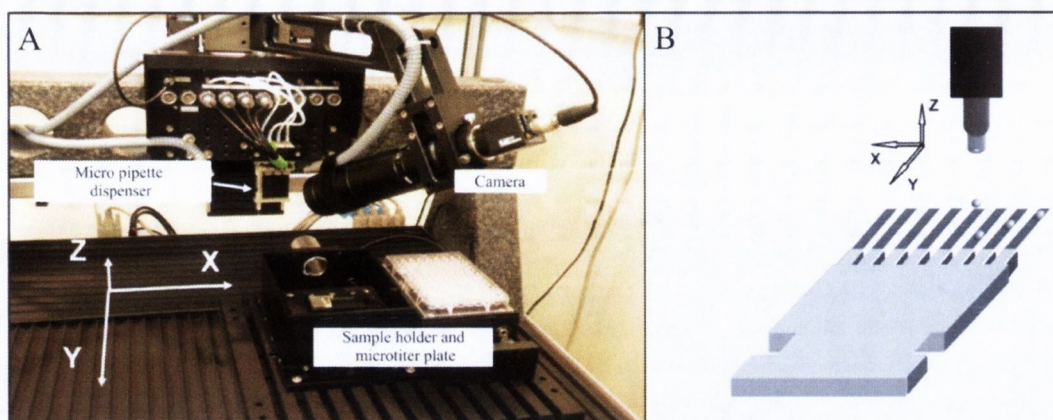 A
Micro pipette
dispenser
Camera
Z
X
Y
Sample holder and
microtiter plate
B
Z
X
Y